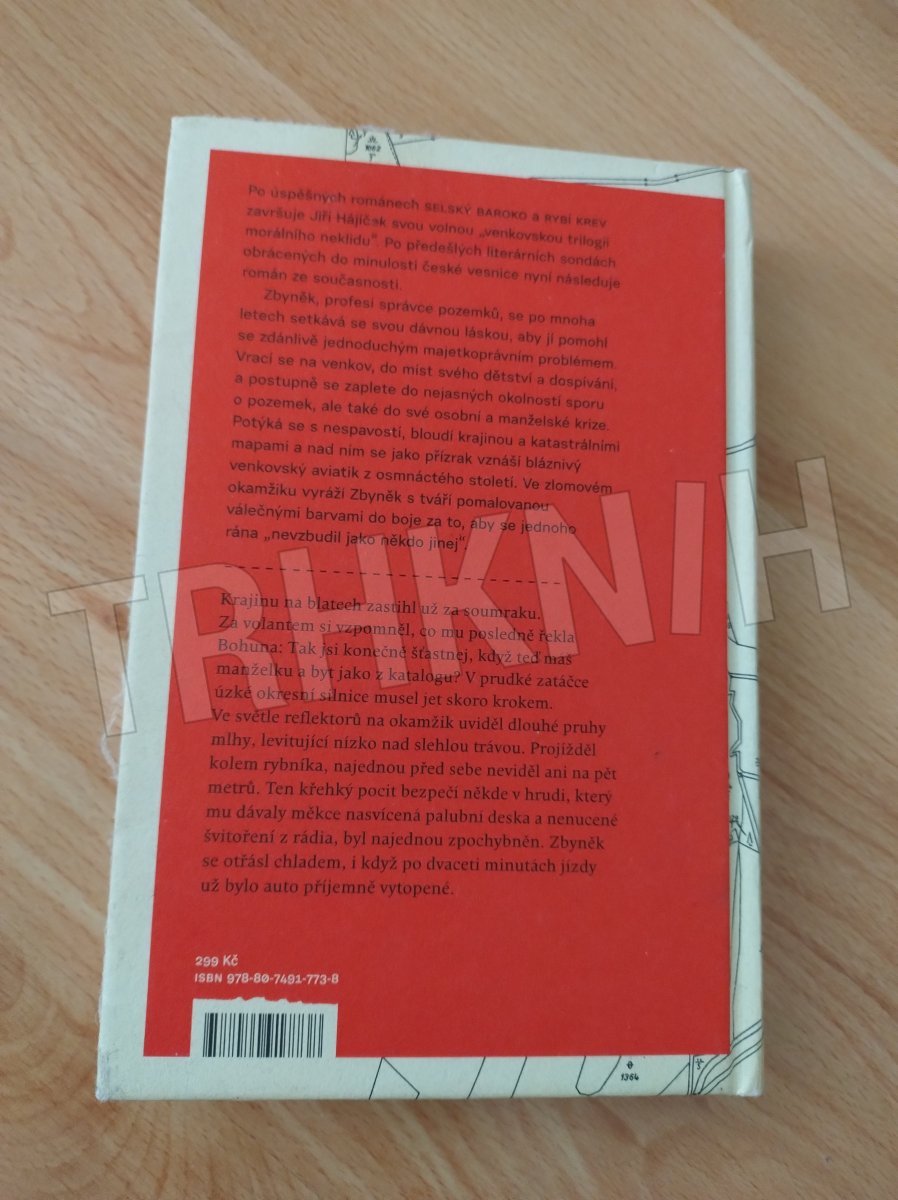 1062
Po úspěšných románech SELSKÝ BAROKO a RYBÍ KREV
završuje Jiří Hájíček svou volnou „venkovskou trilogii
morálního neklidu“. Po předešlých literárních sondách
obrácených do minulosti české vesnice nyní následuje
román ze současnosti.
Zbyněk, profesí správce pozemků, se po mnoha
letech setkává se svou dávnou láskou, aby jí pomohl
se zdánlivě jednoduchým majetkoprávním problémem.
Vrací se na venkov, do míst svého dětství a dospívání,
a postupně se zaplete do nejasných okolností sporu
o pozemek, ale také do své osobní a manželské krize.
Potýká se s nespavostí, bloudí krajinou a katastrálními
mapami a nad ním se jako přízrak vznáší bláznivý
venkovský aviatik z osmnáctého století. Ve zlomovém
okamžiku vyráží Zbyněk s tváří pomalovanou
válečnými barvami do boje za to, aby se jednoho
rána „nevzbudil jako někdo jinej“.
Krajinu na blatech zastihl už za soumraku.
Za volantem si vzpomněl, co mu posledně řekla
Bohuna: Tak jsi konečně šťastnej, když teď máš
manželku a byt jako z katalogu? V prudké zatáčce
úzké okresní silnice musel jet skoro krokem.
Ve světle reflektorů na okamžik uviděl dlouhé pruhy
mlhy, levitující nízko nad slehlou trávou. Projížděl
kolem rybníka, najednou před sebe neviděl ani na pět
metrů. Ten křehký pocit bezpečí někde v hrudi, který
mu dávaly měkce nasvícená palubní deska a nenucené
švitoření z rádia, byl najednou zpochybněn. Zbyněk
se otřásl chladem, i když po dvaceti minutách jízdy
už bylo auto příjemně vytopené.
299 Kč
ISBN 978-80-7491-773-8
1364
TRHKNIH